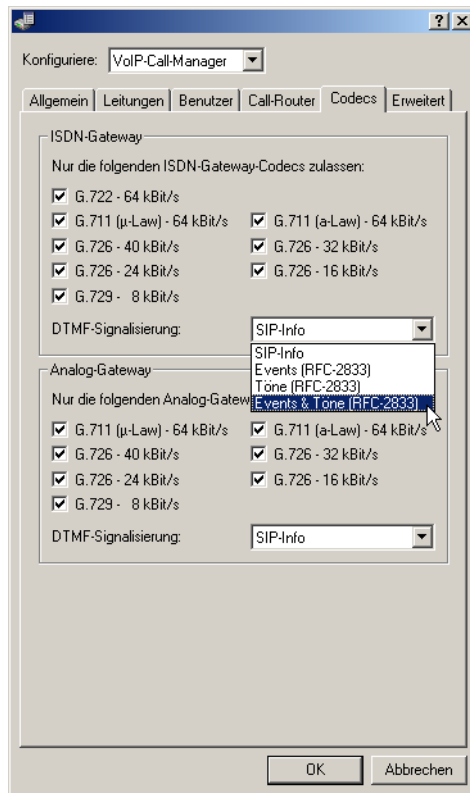 Konfiguriere: VoIP-Call-Manager
Allgemein Leitungen Benutzer Call-Router Codecs Erweitert
ISDN-Gateway
Nur die folgenden ISDN-Gateway-Codecs zulassen:
G.722 - 64 kBit/s
G.711 (µ-Law) - 64 kBit/s G.711 (a-Law) - 64 kBit/s
G.726 - 40 kBit/s G.726 - 32 kBit/s
G.726 - 24 kBit/s G.726 - 16 kBit/s
G.729 - 8 kBit/s
DTMF-Signalisierung: SIP-Info
SIP-Info
Events (RFC-2833)
Töne (RFC-2833)
Events & Töne (RFC-2833)
Analog-Gateway
Nur die folgenden
G.711 (µ-Law) - 64 kBit/s G.711 (a-Law) - 64 kBit/s
G.726 - 40 kBit/s G.726 - 32 kBit/s
G.726 - 24 kBit/s G.726 - 16 kBit/s
G.729 - 8 kBit/s
DTMF-Signalisierung: SIP-Info
OK Abbrechen